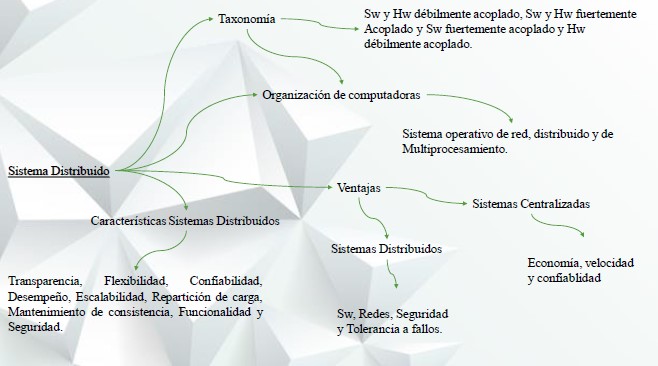 Taxonomía
Sw y Hw débilmente acoplado, Sw y Hw fuertemente
Acoplado y Sw fuertemente acoplado y Hw
débilmente acoplado.
Organización de computadoras
Sistema operativo de red, distribuido y de
Multiprocesamiento.
Sistema Distribuido
Ventajas
Sistemas Centralizadas
Características Sistemas Distribuidos
Sistemas Distribuidos
Economía, velocidad
y confiablidad
Transparencia, Flexibilidad, Confiabilidad,
Desempeño, Escalabilidad, Repartición de carga,
Mantenimiento de consistencia, Funcionalidad y
Seguridad.
Sw, Redes, Seguridad
y Tolerancia a fallos.